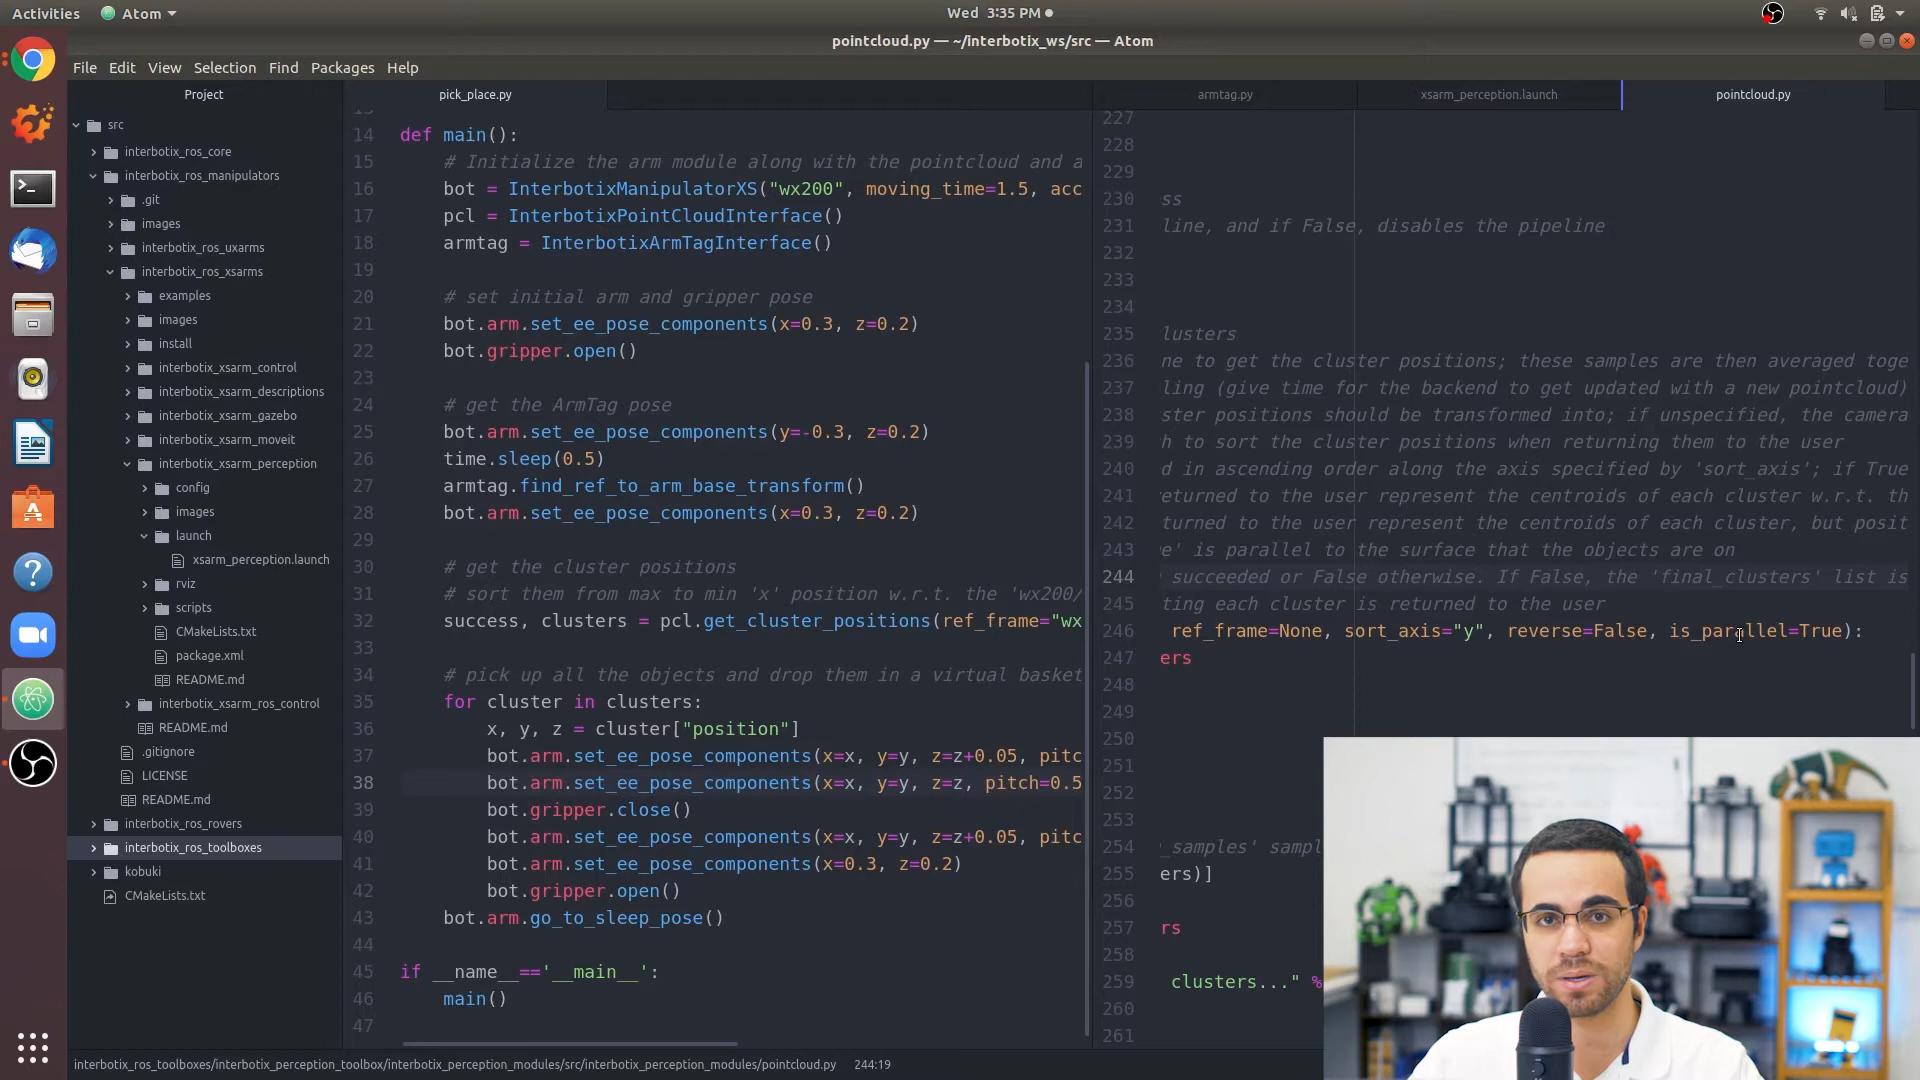 Activities
Atom
Wed 3:35 PM
pointcloud.py — ~/interbotix_ws/src — Atom
File Edit View Selection Find Packages Help
Project
src
interbotix_ros_core
interbotix_ros_manipulators
.git
images
interbotix_ros_uxarms
interbotix_ros_xsarms
examples
images
install
interbotix_xsarm_control
interbotix_xsarm_descriptions
interbotix_xsarm_gazebo
interbotix_xsarm_moveit
interbotix_xsarm_perception
config
images
launch
xsarm_perception.launch
rviz
scripts
CMakeLists.txt
package.xml
README.md
interbotix_xsarm_ros_control
README.md
.gitignore
LICENSE
README.md
interbotix_ros_rovers
interbotix_ros_toolboxes
kobuki
CMakeLists.txt
pick_place.py
14 def main():
15 # Initialize the arm module along with the pointcloud and a
16 bot = InterbotixManipulatorXS("wx200", moving_time=1.5, acc
17 pcl = InterbotixPointCloudInterface()
18 armtag = InterbotixArmTagInterface()
19
20 # set initial arm and gripper pose
21 bot.arm.set_ee_pose_components(x=0.3, z=0.2)
22 bot.gripper.open()
23
24 # get the ArmTag pose
25 bot.arm.set_ee_pose_components(y=-0.3, z=0.2)
26 time.sleep(0.5)
27 armtag.find_ref_to_arm_base_transform()
28 bot.arm.set_ee_pose_components(x=0.3, z=0.2)
29
30 # get the cluster positions
31 # sort them from max to min 'x' position w.r.t. the 'wx200/
32 success, clusters = pcl.get_cluster_positions(ref_frame="wx
33
34 # pick up all the objects and drop them in a virtual basket
35 for cluster in clusters:
36 x, y, z = cluster["position"]
37 bot.arm.set_ee_pose_components(x=x, y=y, z=z+0.05, pitc
38 bot.arm.set_ee_pose_components(x=x, y=y, z=z, pitch=0.5
39 bot.gripper.close()
40 bot.arm.set_ee_pose_components(x=x, y=y, z=z+0.05, pitc
41 bot.arm.set_ee_pose_components(x=0.3, z=0.2)
42 bot.gripper.open()
43 bot.arm.go_to_sleep_pose()
44
45 if __name__=='__main__':
46 main()
47
armtag.py xsarm_perception.launch pointcloud.py
227
228
229
230 ss
231 line, and if False, disables the pipeline
232
233
234
235 lusters
236 ne to get the cluster positions; these samples are then averaged toge
237 ling (give time for the backend to get updated with a new pointcloud)
238 ster positions should be transformed into; if unspecified, the camera
239 h to sort the cluster positions when returning them to the user
240 d in ascending order along the axis specified by 'sort_axis'; if True
241 eturned to the user represent the centroids of each cluster w.r.t. th
242 turned to the user represent the centroids of each cluster, but posit
243 e' is parallel to the surface that the objects are on
244 succeeded or False otherwise. If False, the 'final_clusters' list is
245 ting each cluster is returned to the user
246 ref_frame=None, sort_axis="y", reverse=False, is_parallel=True):
247 ers
248
249
250
251
252
253
254 _samples' sampl
255 ers)]
256
257 rs
258
259 clusters..." %
260
261
interbotix_ros_toolboxes/interbotix_perception_toolbox/interbotix_perception_modules/src/interbotix_perception_modules/pointcloud.py 244:19